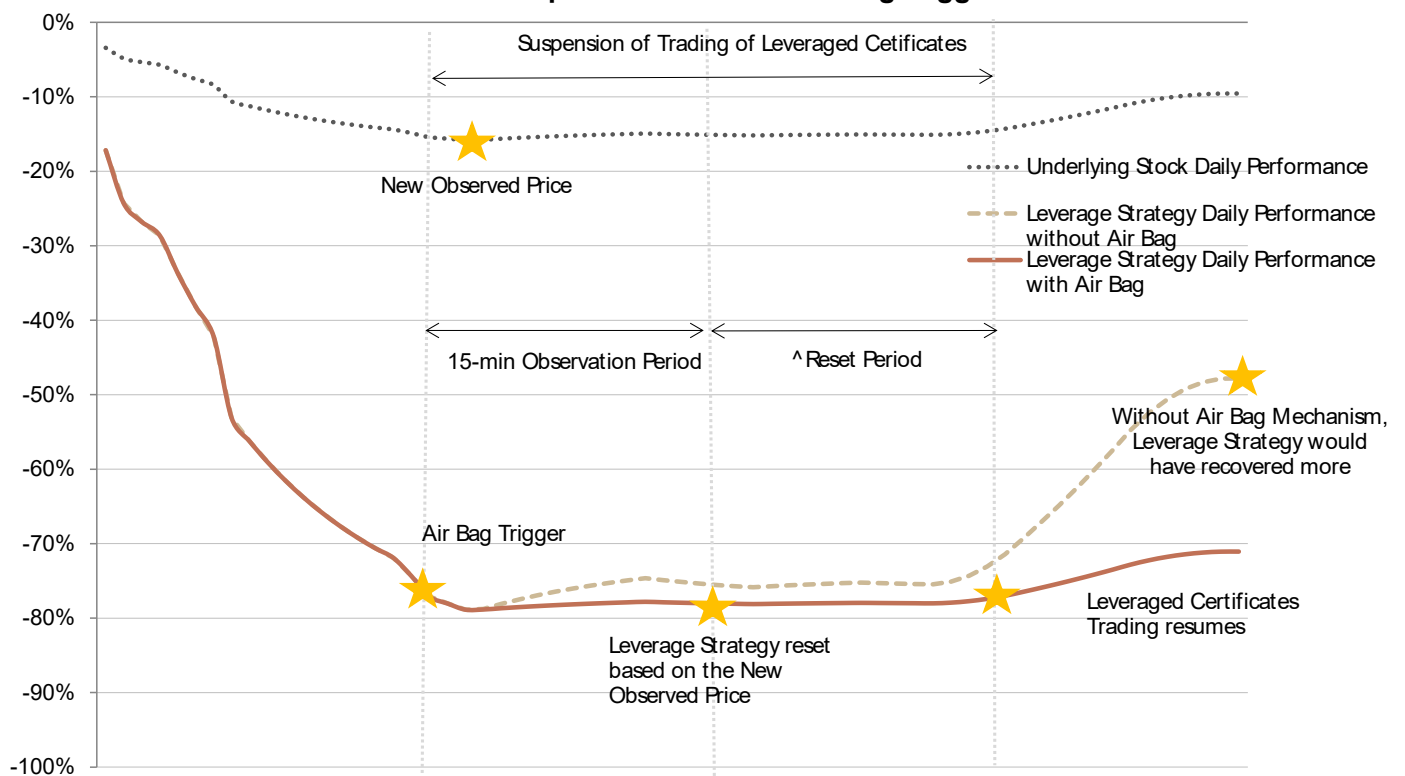 0%
Suspension of Trading of Leveraged Cetificates
-10%
-20%
New Observed Price
Underlying Stock Daily Performance
Leverage Strategy Daily Performance
without Air Bag
Leverage Strategy Daily Performance
with Air Bag
-30%
-40%
15-min Observation Period
^Reset Period
-50%
Without Air Bag Mechanism,
Leverage Strategy would
have recovered more
-60%
-70%
Air Bag Trigger
-80%
Leveraged Certificates
Trading resumes
Leverage Strategy reset
based on the New
Observed Price
-90%
-100%